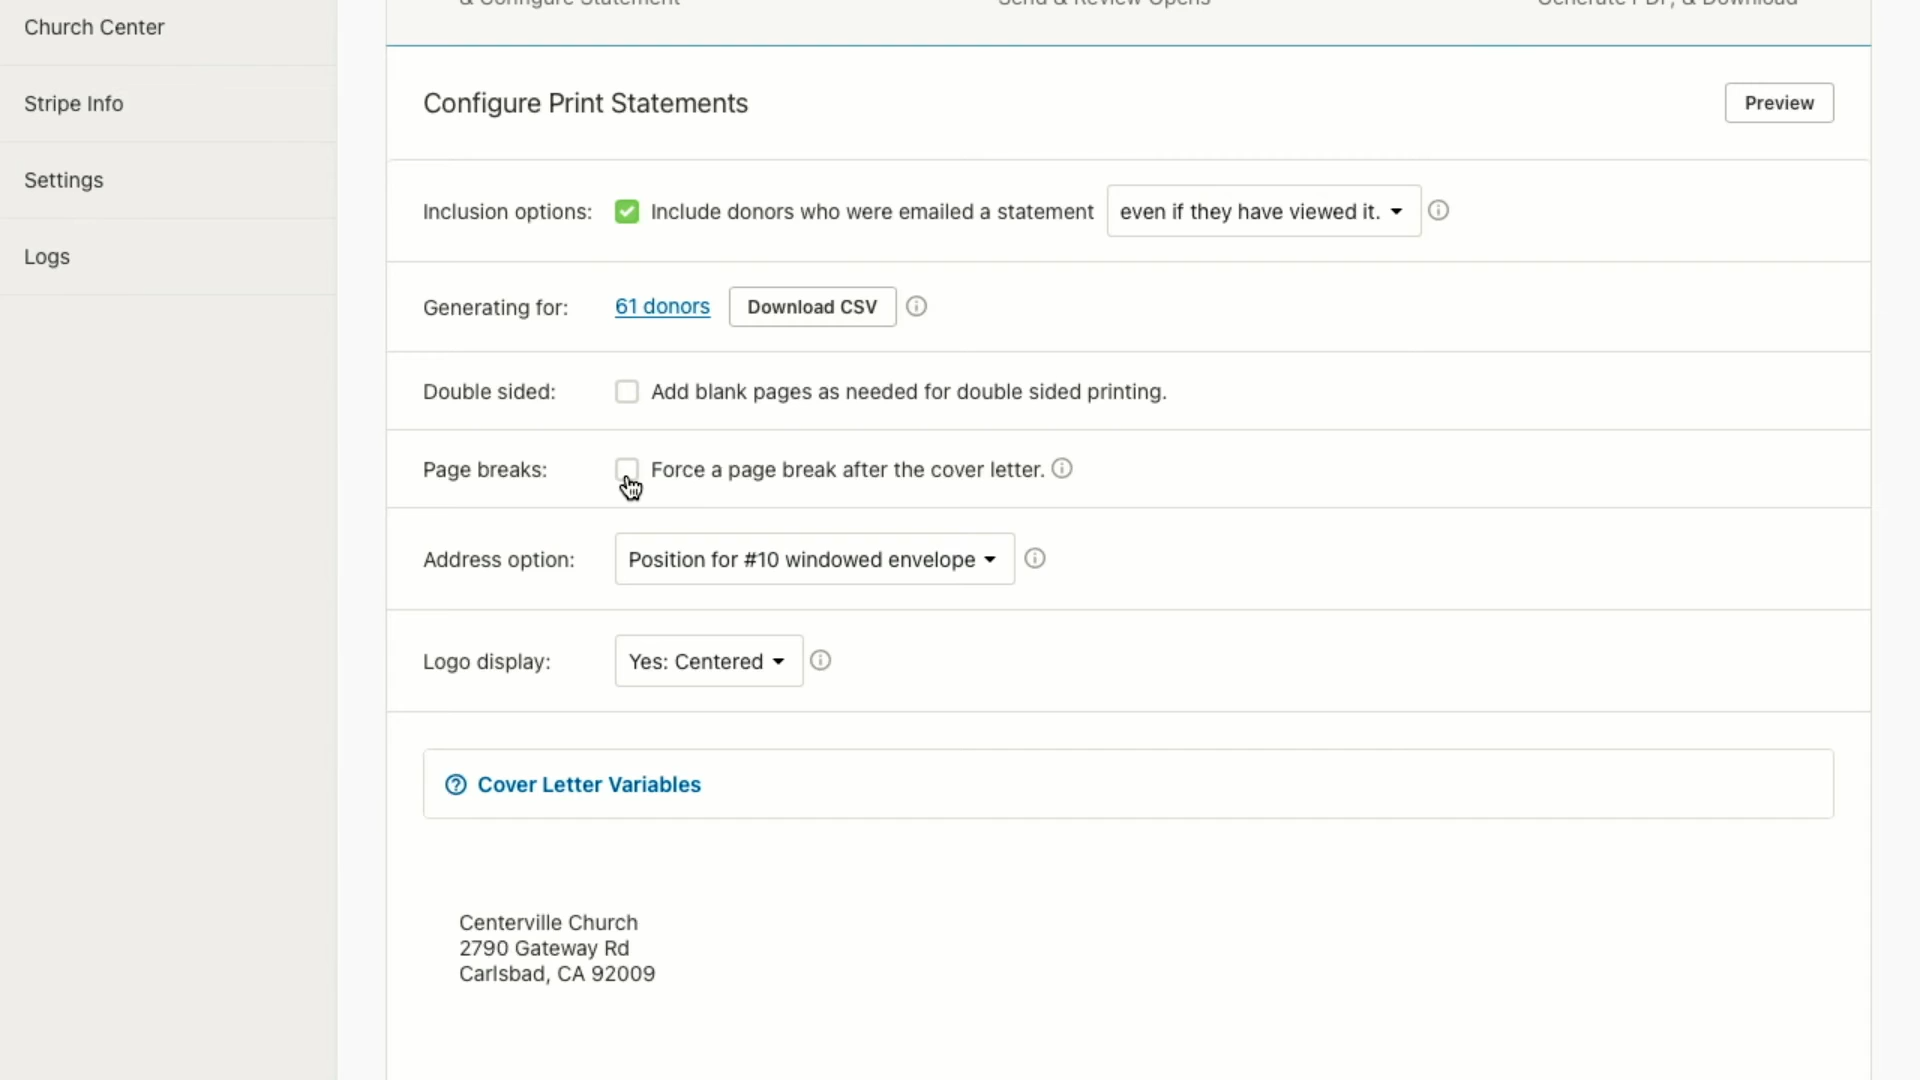 Church Center
Stripe Info
Settings
Logs
& Configure Statement
Send & Review Opens
Generate PDF, & Download
Configure Print Statements
Preview
Inclusion options: Include donors who were emailed a statement even if they have viewed it.
Generating for: 61 donors Download CSV
Double sided: Add blank pages as needed for double sided printing.
Page breaks: Force a page break after the cover letter.
Address option: Position for #10 windowed envelope
Logo display: Yes: Centered
Cover Letter Variables
Centerville Church
2790 Gateway Rd
Carlsbad, CA 92009